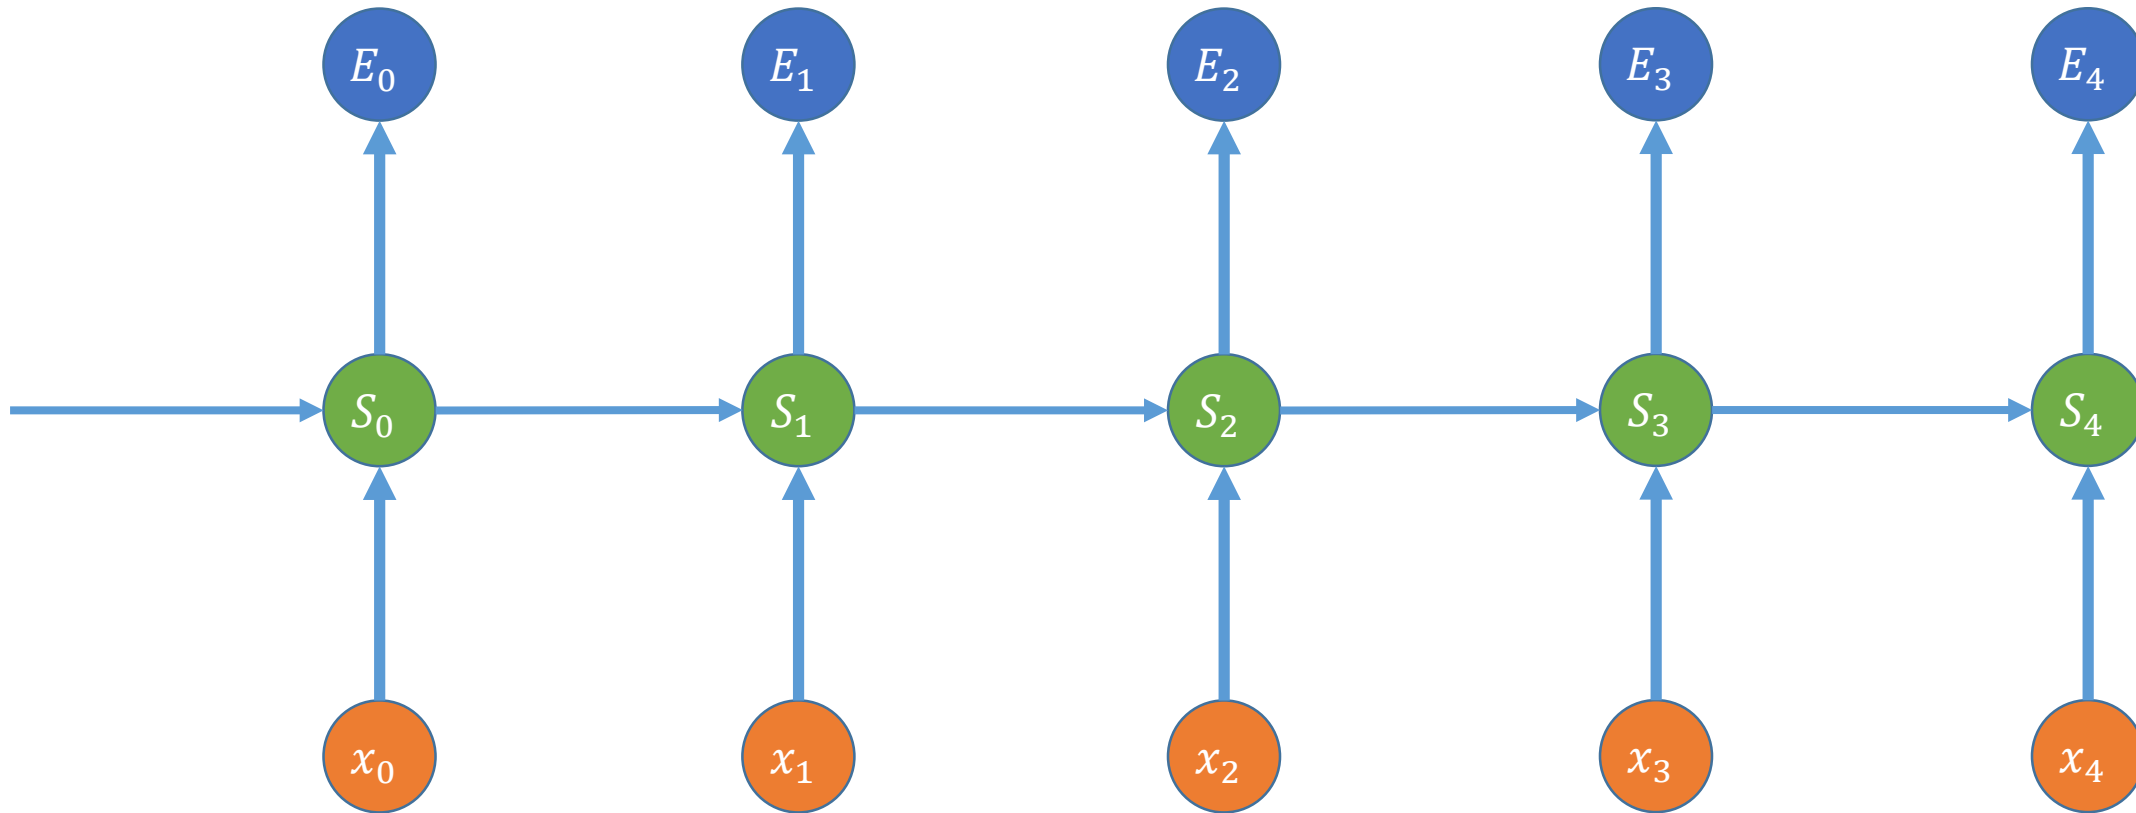 E₀ E₁ E₂ E₃ E₄
S₀ S₁ S₂ S₃ S₄
x₀ x₁ x₂ x₃ x₄